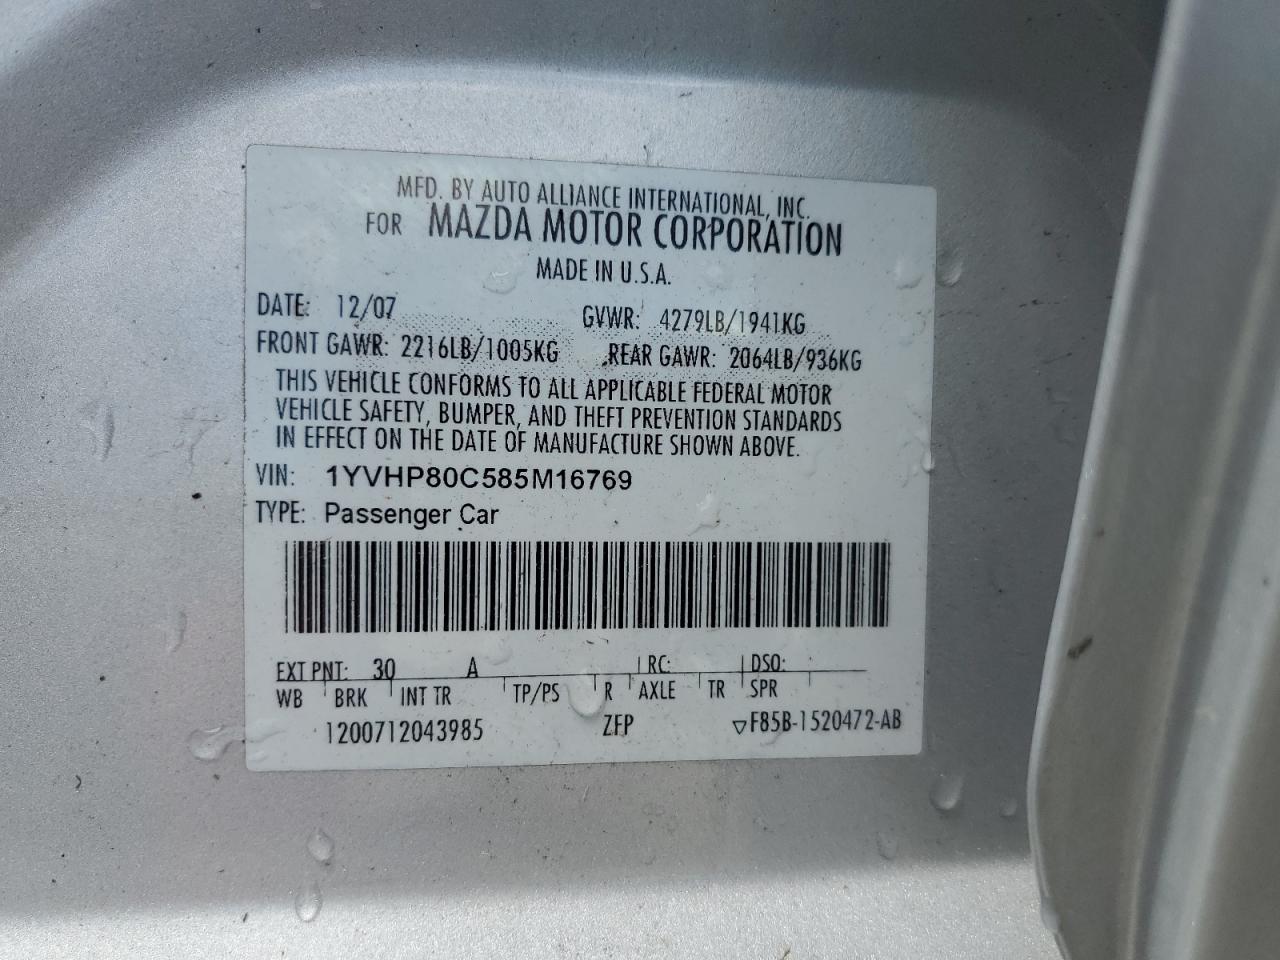 MFD. BY AUTO ALLIANCE INTERNATIONAL, INC.
FOR MAZDA MOTOR CORPORATION
MADE IN U.S.A.
DATE: 12/07 GVWR: 4279LB/1941KG
FRONT GAWR: 2216LB/1005KG REAR GAWR: 2064LB/936KG
THIS VEHICLE CONFORMS TO ALL APPLICABLE FEDERAL MOTOR
VEHICLE SAFETY, BUMPER, AND THEFT PREVENTION STANDARDS
IN EFFECT ON THE DATE OF MANUFACTURE SHOWN ABOVE.
VIN: 1YVHP80C585M16769
TYPE: Passenger Car
EXT PNT: 30 A RC: DSO:
WB BRK INT TR TP/PS R AXLE TR SPR
1200712043985 ZFP ▽F85B-1520472-AB